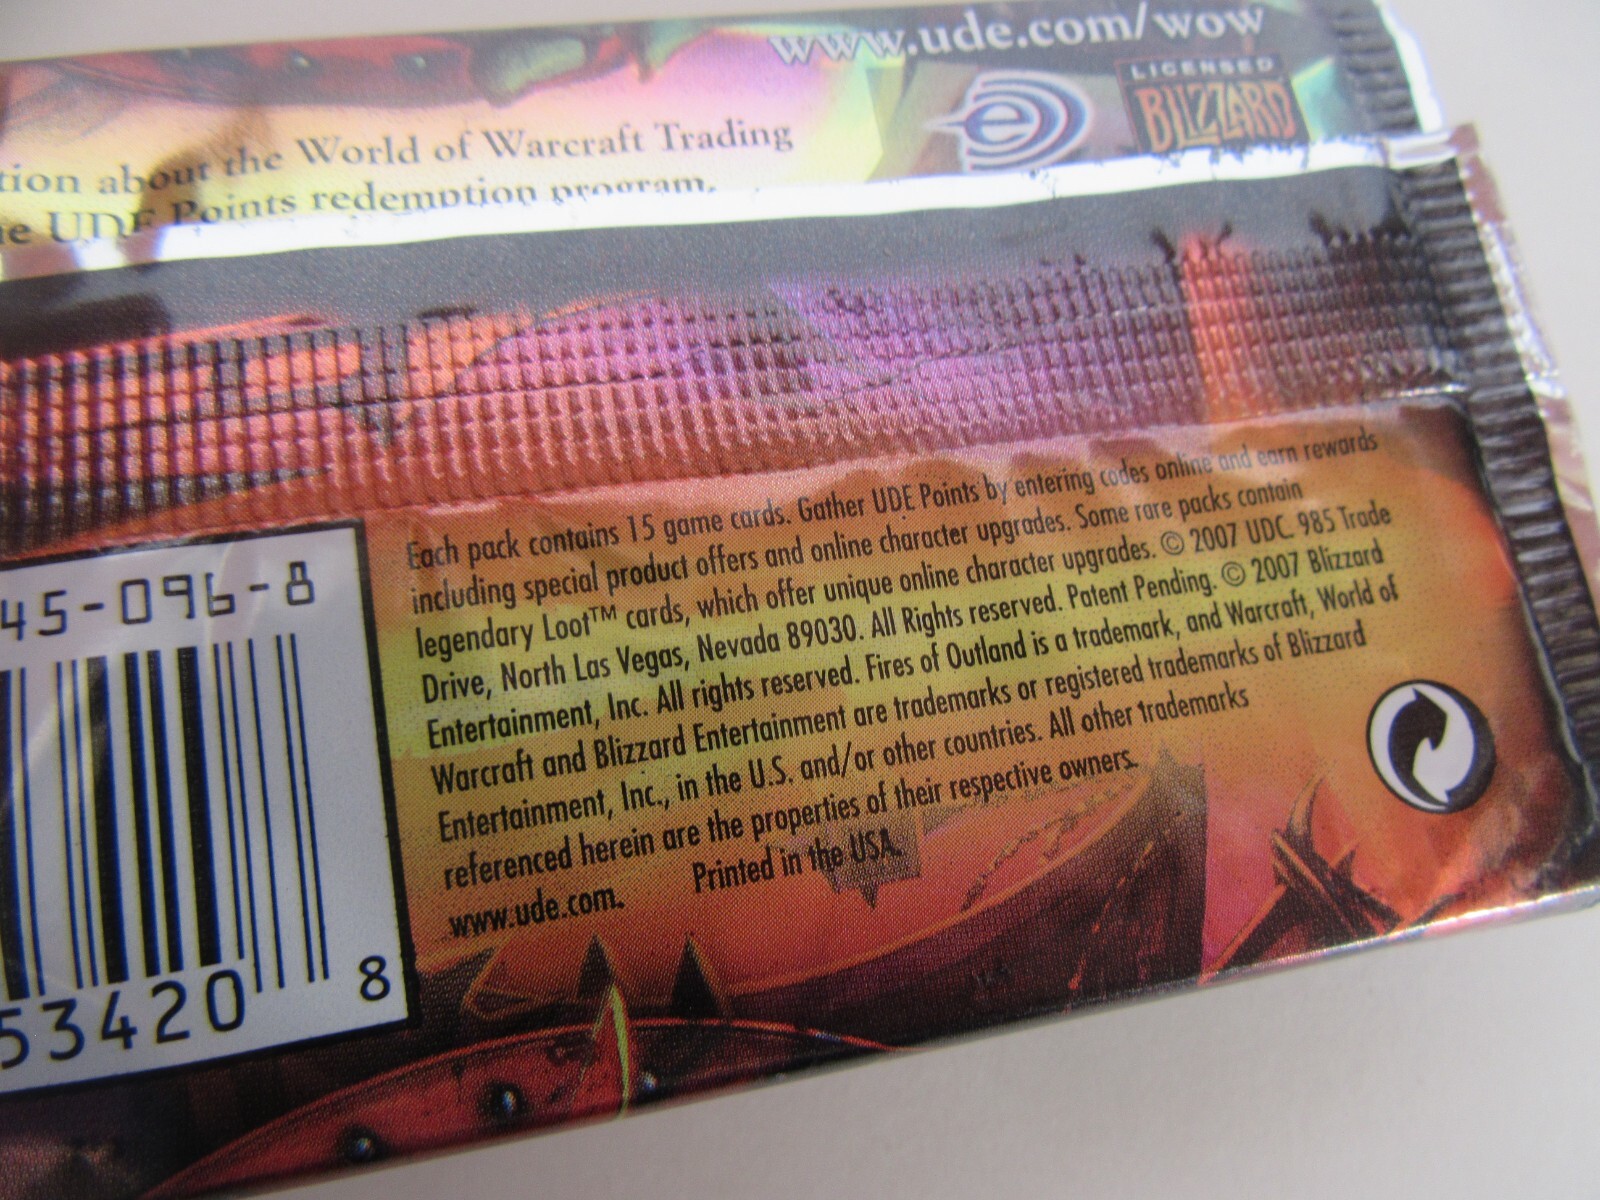 www.ude.com/wow
LICENSED
BLIZZARD
e
tion about the World of Warcraft Trading
UDE Points redemption program.
45-096-8
53420 8
Each pack contains 15 game cards. Gather UDE Points by entering codes online and earn rewards
including special product offers and online character upgrades. Some rare packs contain
legendary Loot™ cards, which offer unique online character upgrades. © 2007 UDC. 985 Trade
Drive, North Las Vegas, Nevada 89030. All Rights reserved. Patent Pending. © 2007 Blizzard
Entertainment, Inc. All rights reserved. Fires of Outland is a trademark, and Warcraft, World of
Warcraft and Blizzard Entertainment are trademarks or registered trademarks of Blizzard
Entertainment, Inc., in the U.S. and/or other countries. All other trademarks
referenced herein are the properties of their respective owners.
www.ude.com. Printed in the USA.